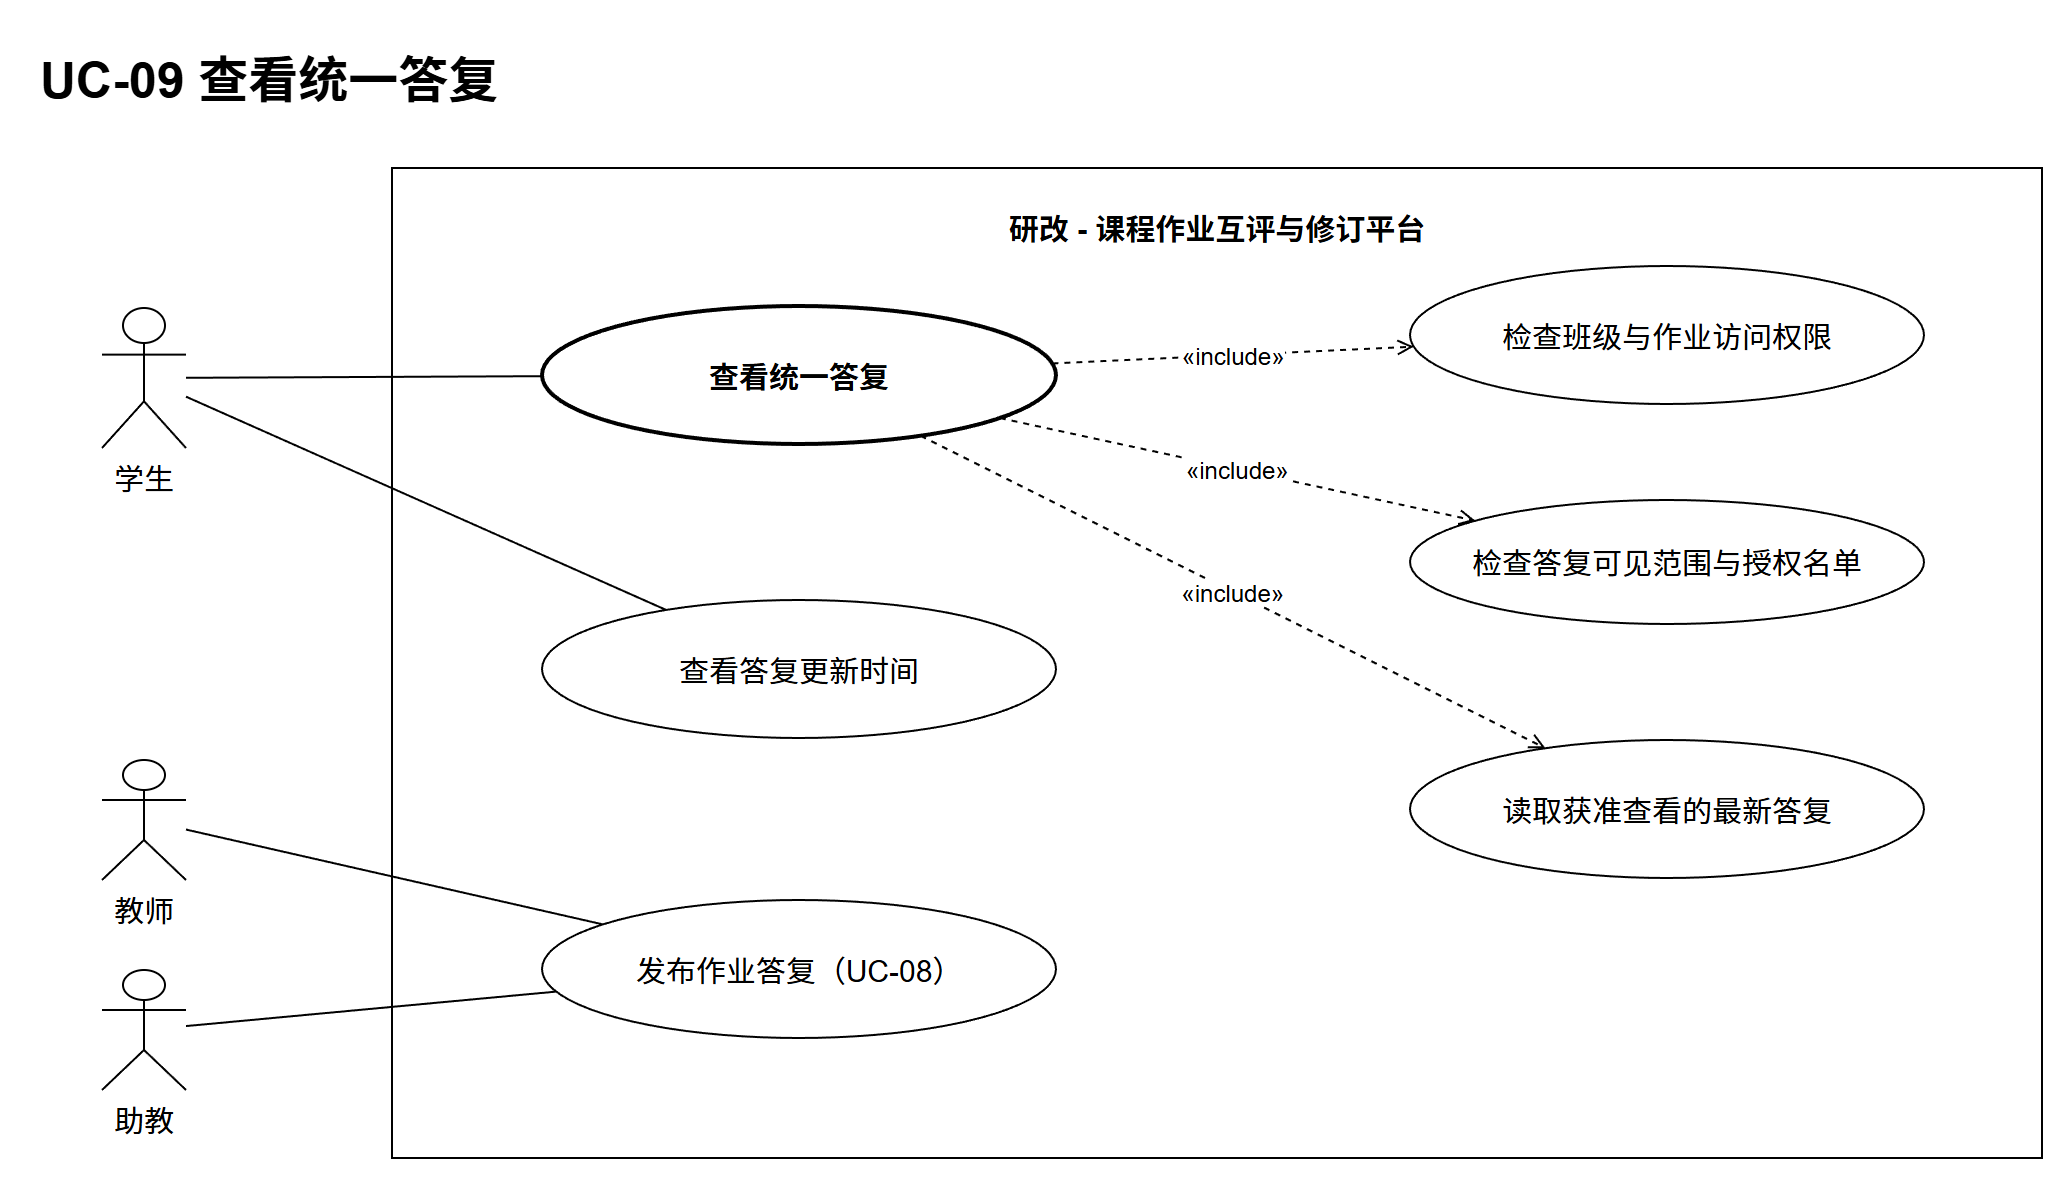 UC-09 查看统一答复
研改 - 课程作业互评与修订平台
学生
查看统一答复
«include»
检查班级与作业访问权限
«include»
检查答复可见范围与授权名单
«include»
查看答复更新时间
读取获准查看的最新答复
教师
发布作业答复（UC-08）
助教